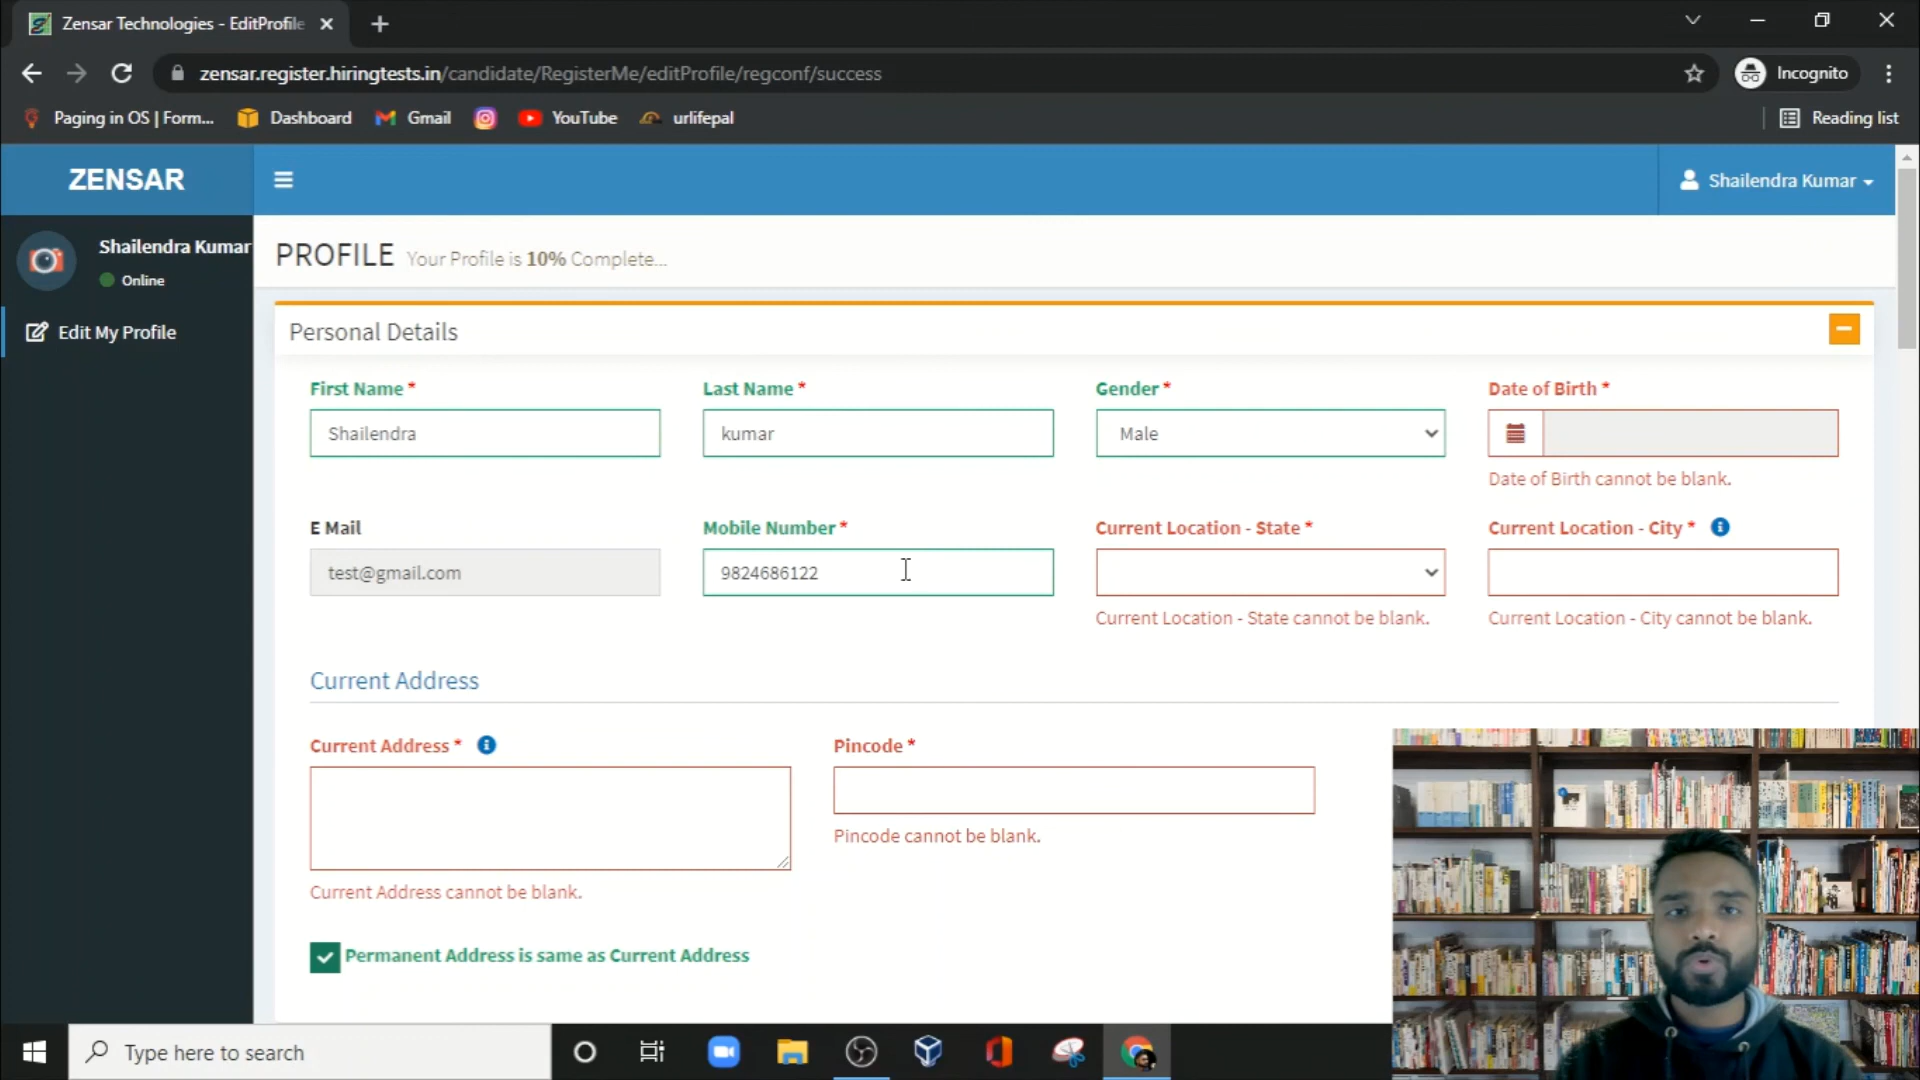 Zensar Technologies - EditProfile
zensar.register.hiringtests.in/candidate/RegisterMe/editProfile/regconf/success
Incognito
Paging in OS | Form... Dashboard Gmail YouTube urlifepal Reading list
ZENSAR
Shailendra Kumar
Shailendra Kumar
Online
Edit My Profile
PROFILE Your Profile is 10% Complete...
Personal Details
First Name * Last Name * Gender * Date of Birth *
Shailendra kumar Male
Date of Birth cannot be blank.
E Mail Mobile Number * Current Location - State * Current Location - City *
test@gmail.com 9824686122
Current Location - State cannot be blank. Current Location - City cannot be blank.
Current Address
Current Address * Pincode *
Pincode cannot be blank.
Current Address cannot be blank.
Permanent Address is same as Current Address
Type here to search